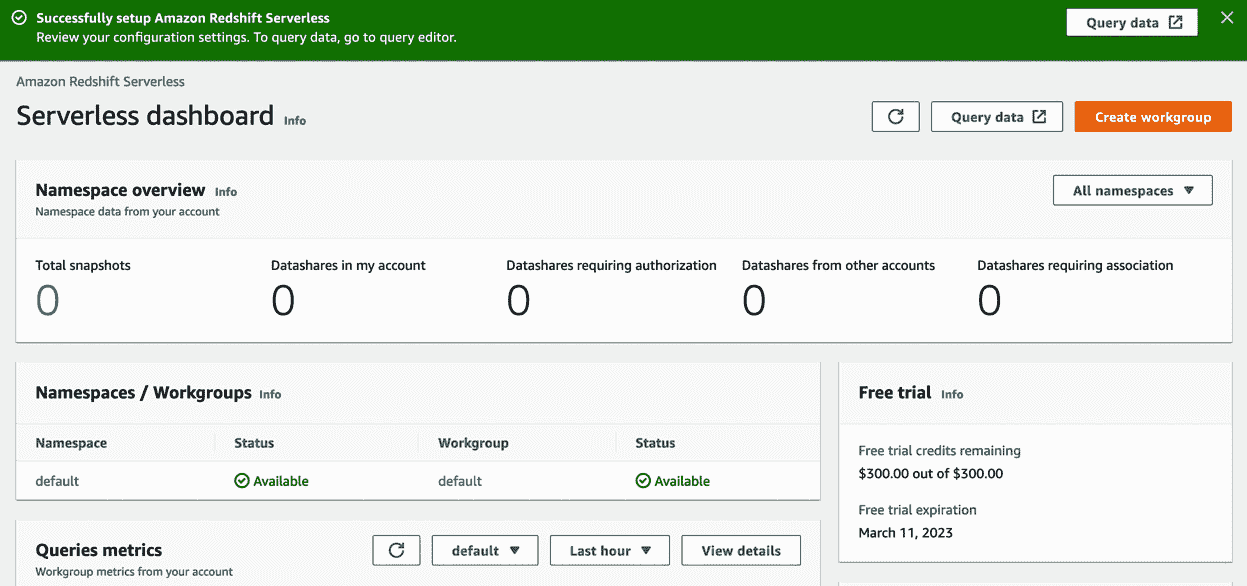 Successfully setup Amazon Redshift Serverless
Review your configuration settings. To query data, go to query editor.
Query data
Amazon Redshift Serverless
Serverless dashboard Info
Query data
Create workgroup
Namespace overview Info
Namespace data from your account
All namespaces
Total snapshots
0
Datashares in my account
0
Datashares requiring authorization
0
Datashares from other accounts
0
Datashares requiring association
0
Namespaces / Workgroups Info
Namespace Status Workgroup Status
default Available default Available
Free trial Info
Free trial credits remaining
$300.00 out of $300.00
Free trial expiration
March 11, 2023
Queries metrics
Workgroup metrics from your account
default
Last hour
View details